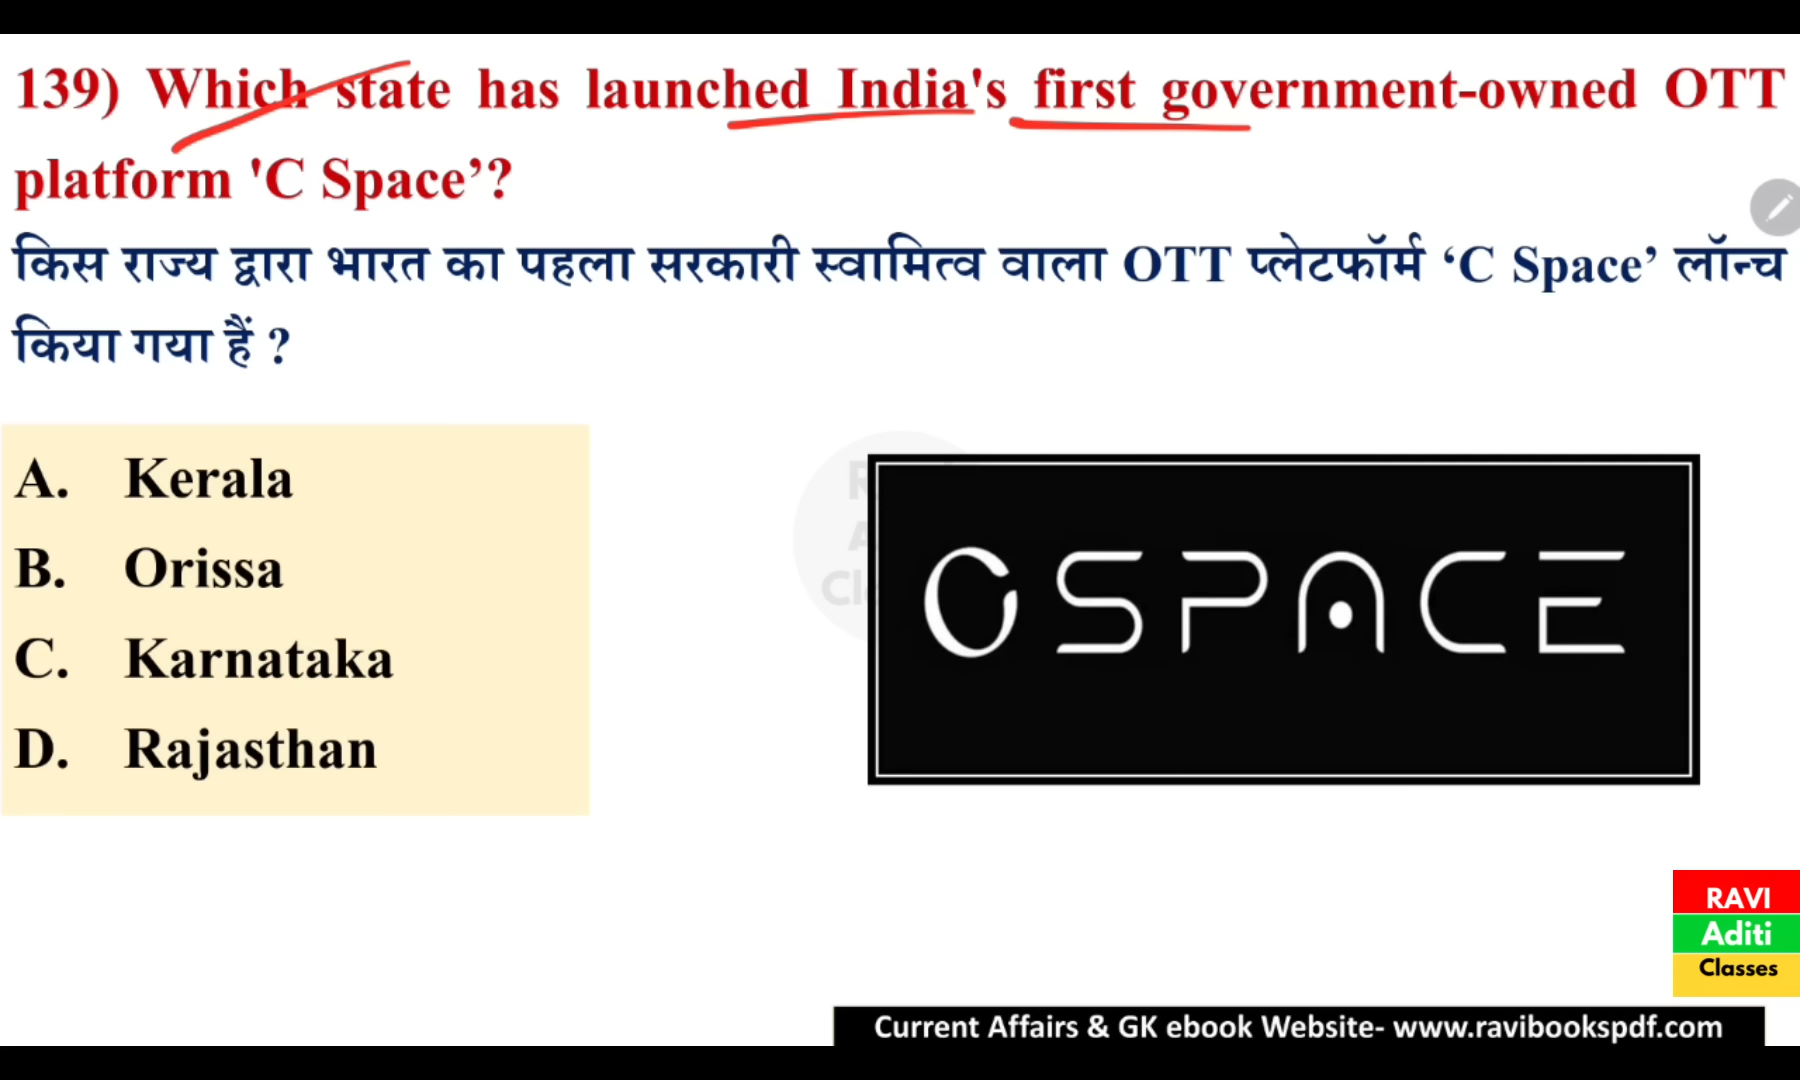 139) Which state has launched India's first government-owned OTT
platform 'C Space’?
किस राज्य द्वारा भारत का पहला सरकारी स्वामित्व वाला OTT प्लेटफॉर्म ‘C Space’ लॉन्च
किया गया हैं ?
A. Kerala
B. Orissa
C. Karnataka
D. Rajasthan
C SPACE
RAVI
Aditi
Classes
Current Affairs & GK ebook Website- www.ravibookspdf.com